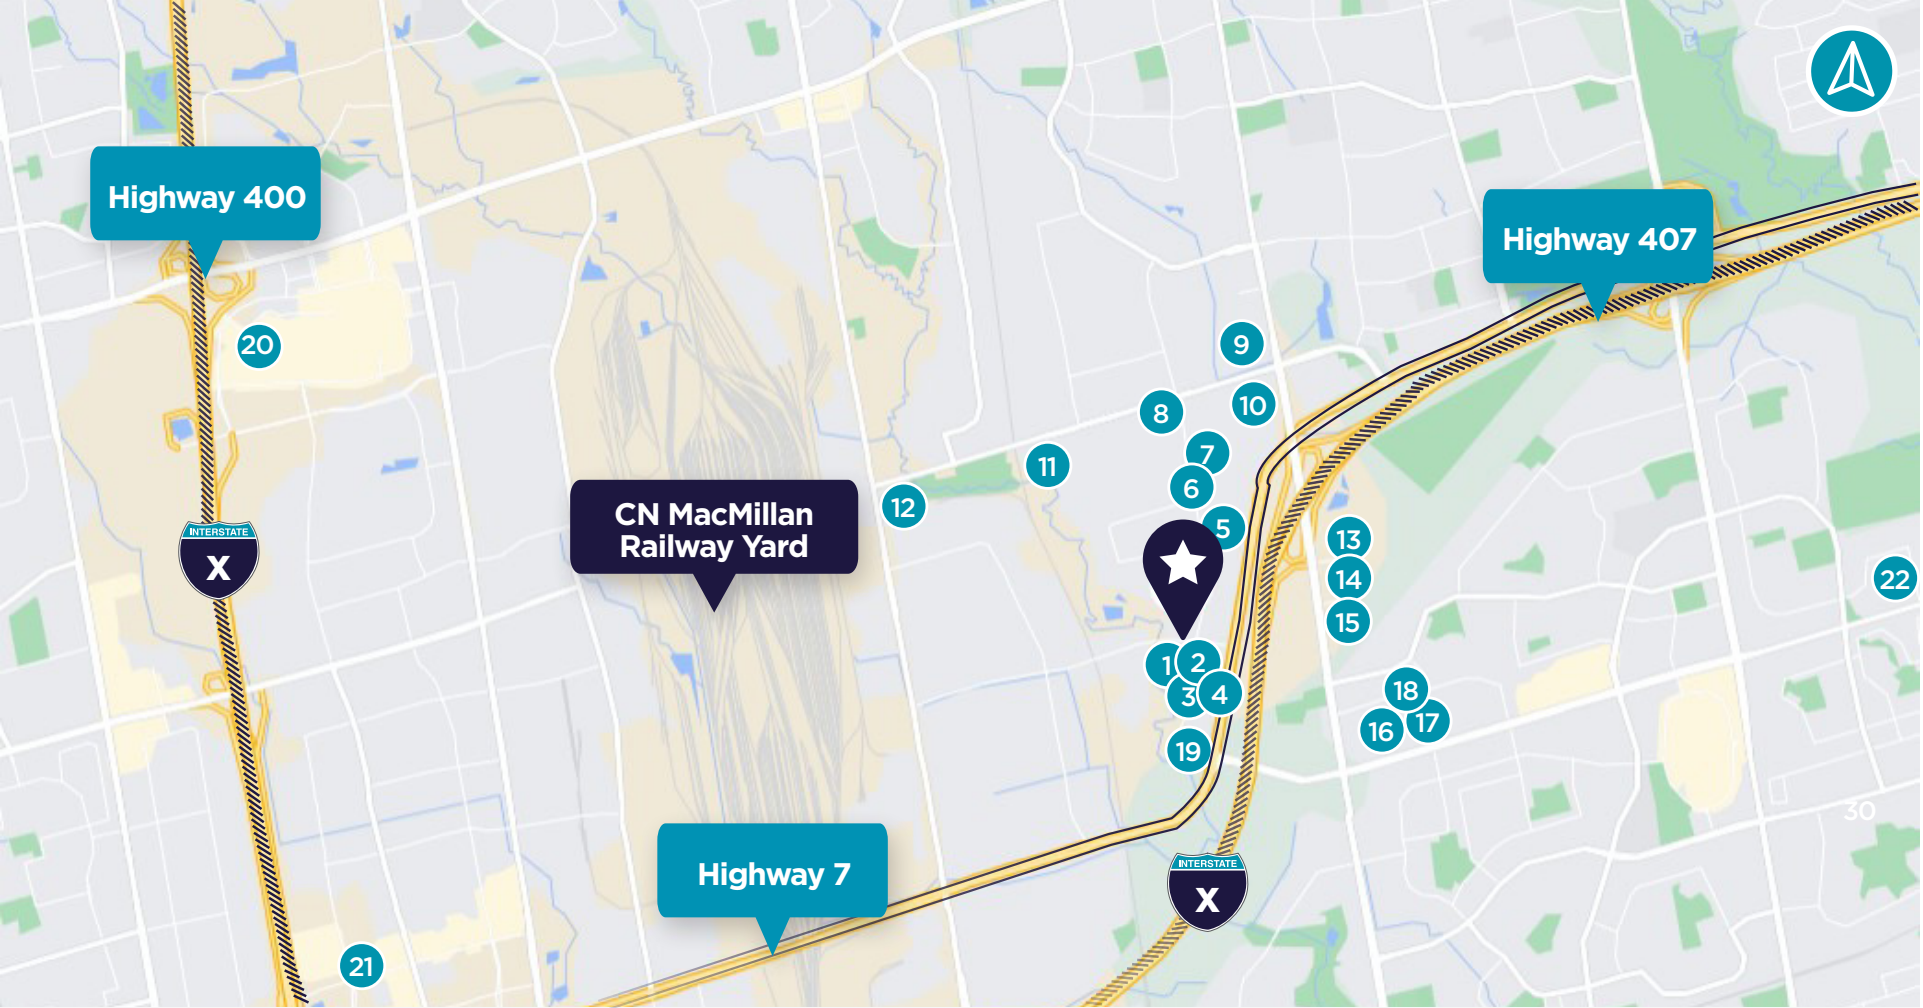 Highway 400
Highway 407
20
9
10
8
7
11
6
12
CN MacMillan
Railway Yard
5
INTERSTATE
X
13
14
22
15
1
2
3
4
18
17
16
19
30
Highway 7
INTERSTATE
X
21